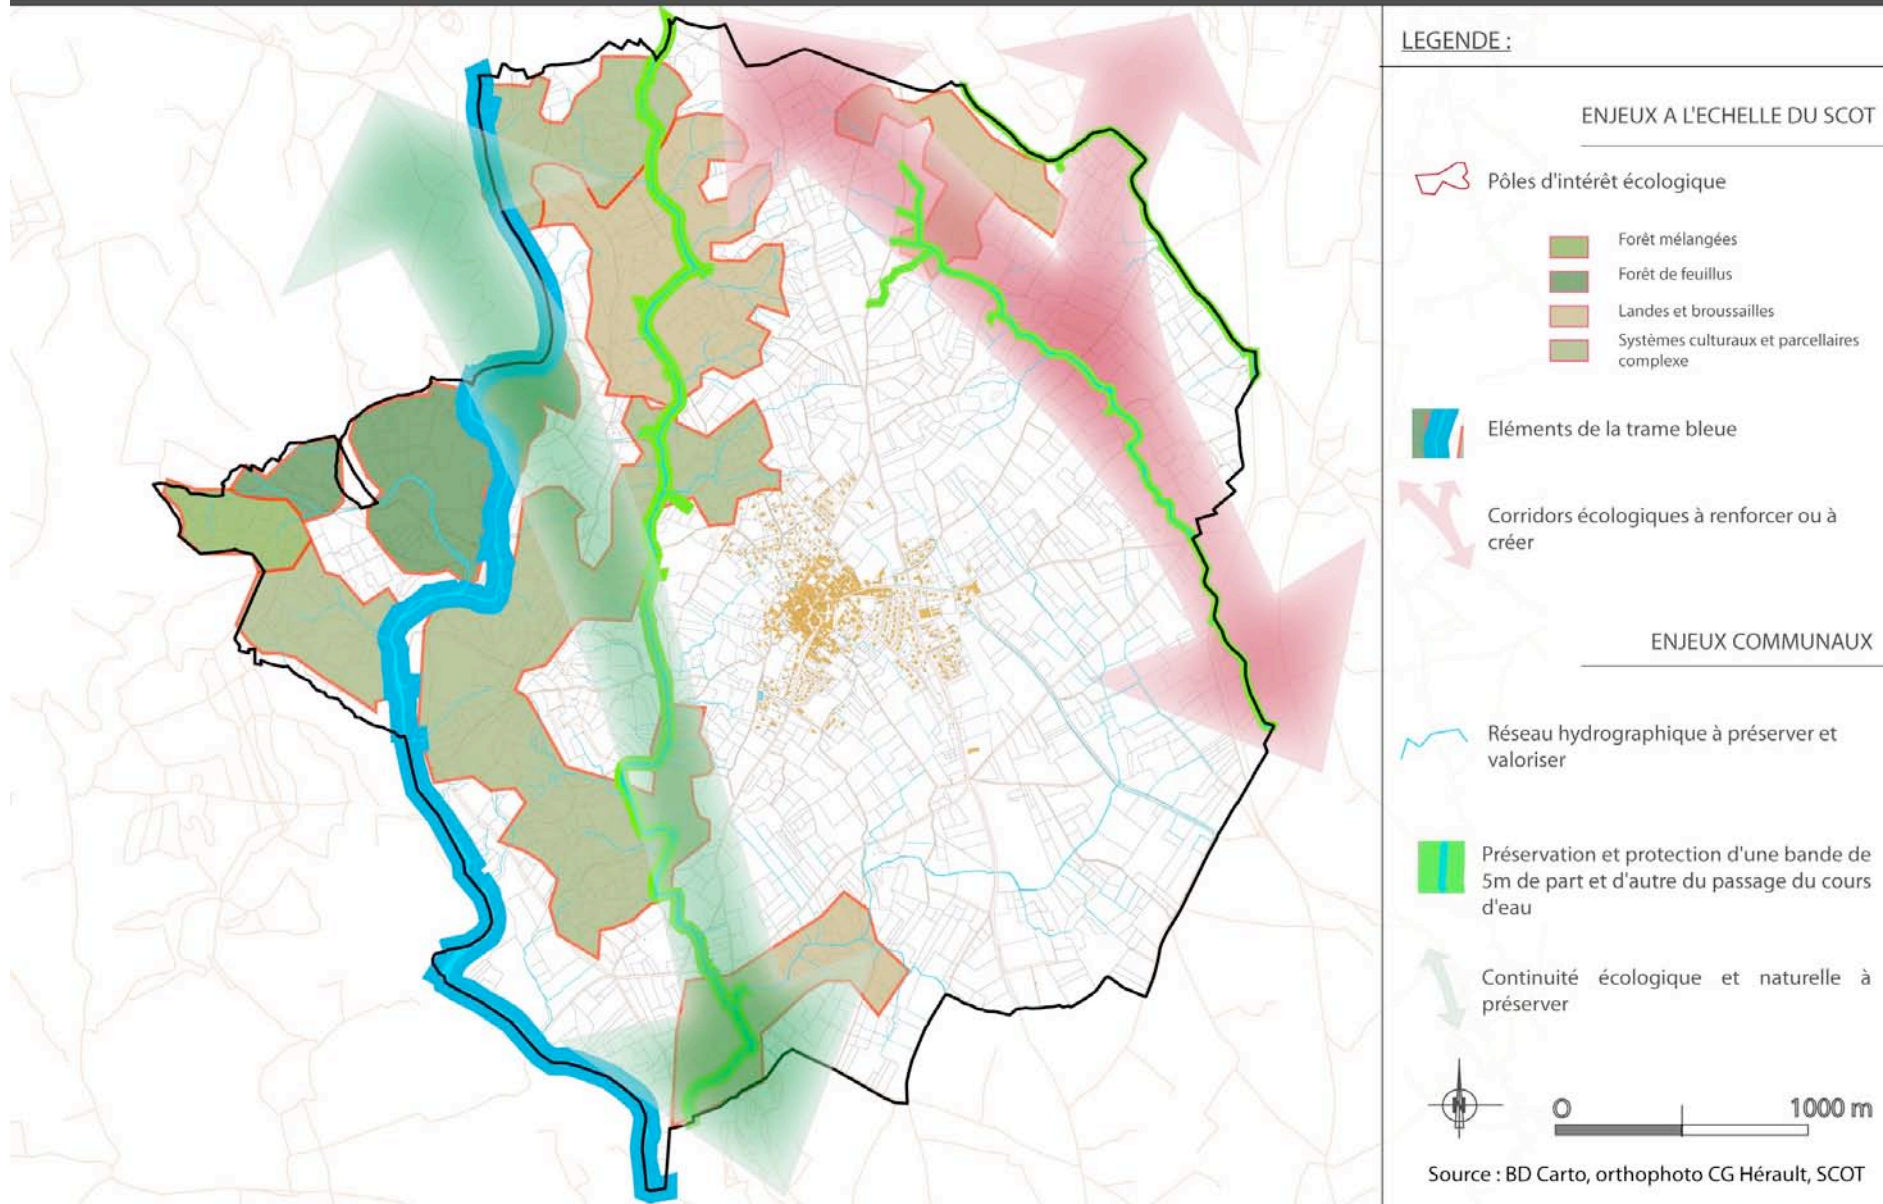 LEGENDE :
ENJEUX A L'ECHELLE DU SCOT
Pôles d'intérêt écologique
Forêt mélangées
Forêt de feuillus
Landes et broussailles
Systèmes culturaux et parcellaires
complexe
Eléments de la trame bleue
Corridors écologiques à renforcer ou à
créer
ENJEUX COMMUNAUX
Réseau hydrographique à préserver et
valoriser
Préservation et protection d'une bande de
5m de part et d'autre du passage du cours
d'eau
Continuité écologique et naturelle à
préserver
N
0 1000 m
Source : BD Carto, orthophoto CG Hérault, SCOT